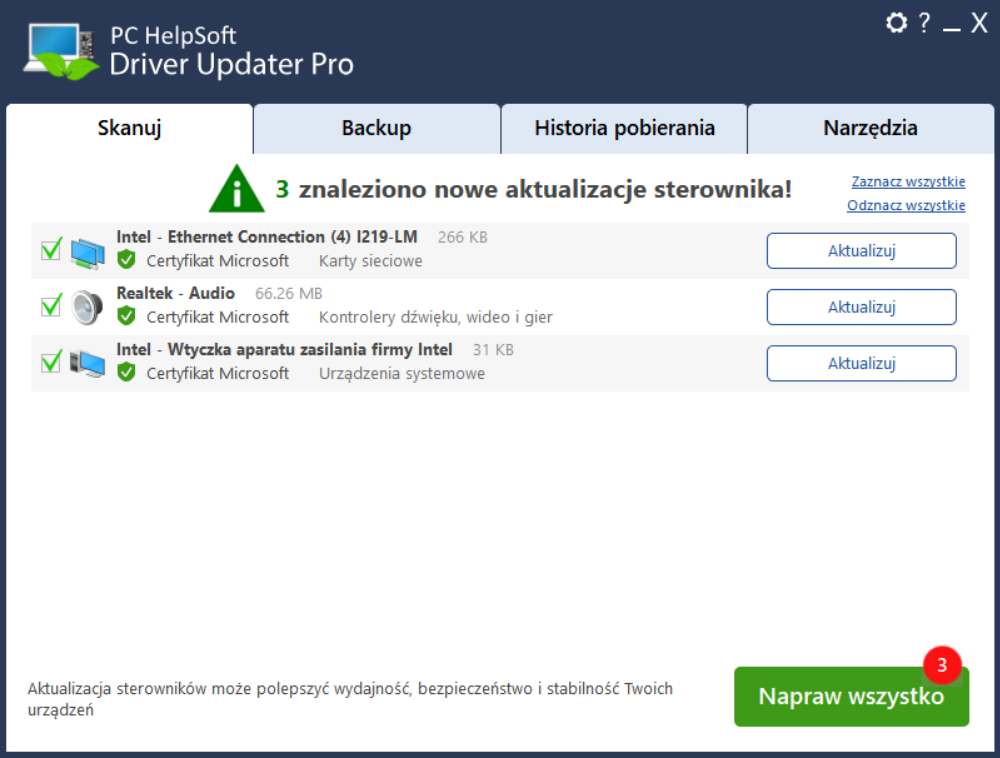 PC HelpSoft
Driver Updater Pro
? _ X
Skanuj
Backup
Historia pobierania
Narzędzia
3 znaleziono nowe aktualizacje sterownika!
Zaznacz wszystkie
Odznacz wszystkie
Intel - Ethernet Connection (4) I219-LM 266 KB
Certyfikat Microsoft Karty sieciowe
Aktualizuj
Realtek - Audio 66.26 MB
Certyfikat Microsoft Kontrolery dźwięku, wideo i gier
Aktualizuj
Intel - Wtyczka aparatu zasilania firmy Intel 31 KB
Certyfikat Microsoft Urządzenia systemowe
Aktualizuj
Aktualizacja sterowników może polepszyć wydajność, bezpieczeństwo i stabilność Twoich
urządzeń
3
Napraw wszystko